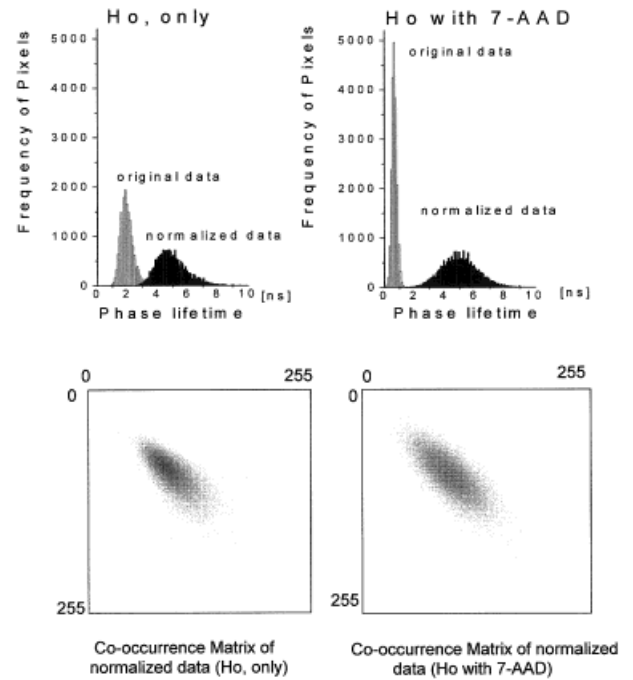 Ho, only
Ho with 7-AAD
Frequency of Pixels
5000
4000
3000
2000
1000
0
original data
normalized data
0 2 4 6 8 10 [ns]
Phase lifetime
Frequency of Pixels
5000
4000
3000
2000
1000
0
original data
normalized data
0 2 4 6 8 10 [ns]
Phase lifetime
0 255
0
255
Co-occurrence Matrix of
normalized data (Ho, only)
0 255
0
255
Co-occurrence Matrix of normalized
data (Ho with 7-AAD)